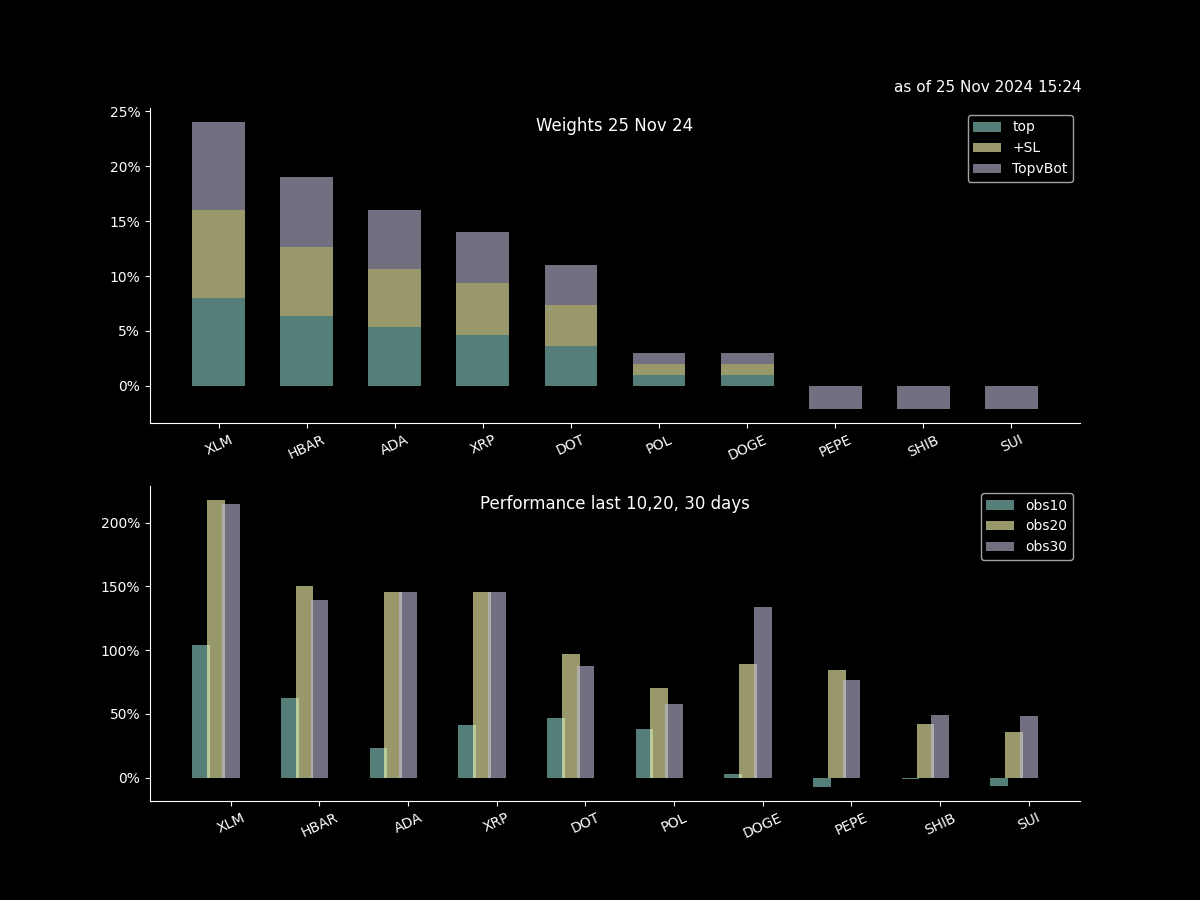 as of 25 Nov 2024 15:24
Weights 25 Nov 24
top
+SL
TopvBot
25%
20%
15%
10%
5%
0%
XLM HBAR ADA XRP DOT POL DOGE PEPE SHIB SUI
Performance last 10,20, 30 days
obs10
obs20
obs30
200%
150%
100%
50%
0%
XLM HBAR ADA XRP DOT POL DOGE PEPE SHIB SUI